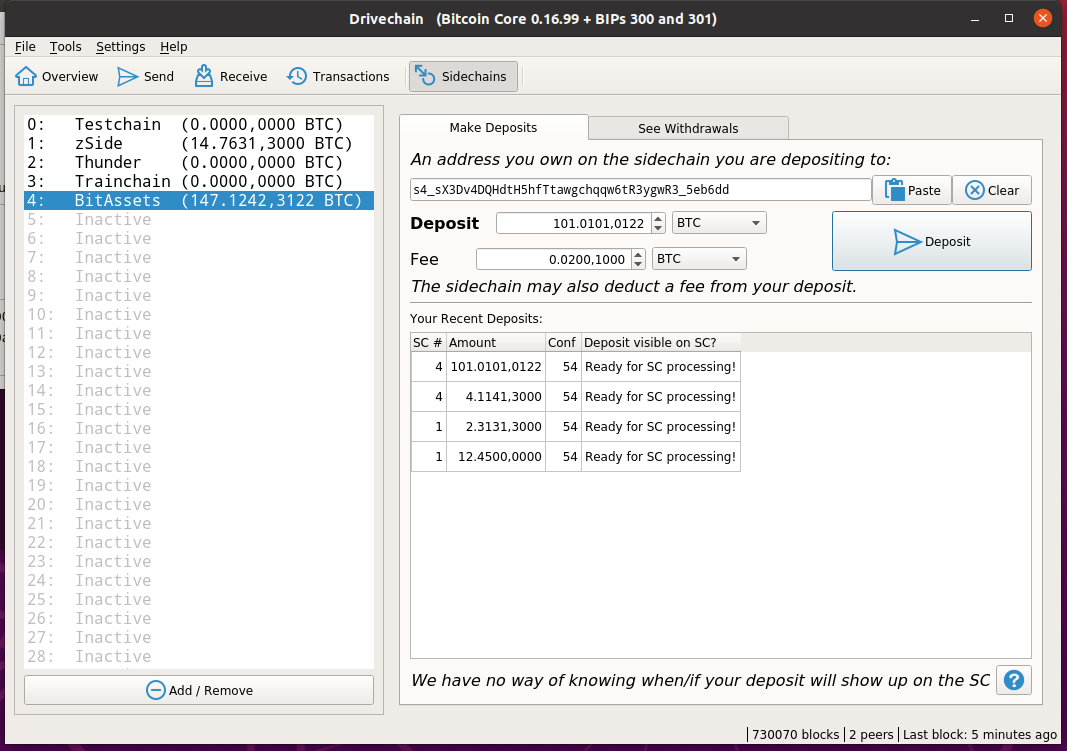 Drivechain   (Bitcoin Core 0.16.99 + BIPs 300 and 301)
File Tools Settings Help
Overview Send Receive Transactions Sidechains
0: Testchain (0.0000,0000 BTC)
1: zSide (14.7631,3000 BTC)
2: Thunder (0.0000,0000 BTC)
3: Trainchain (0.0000,0000 BTC)
4: BitAssets (147.1242,3122 BTC)
5: Inactive
6: Inactive
7: Inactive
8: Inactive
9: Inactive
10: Inactive
11: Inactive
12: Inactive
13: Inactive
14: Inactive
15: Inactive
16: Inactive
17: Inactive
18: Inactive
19: Inactive
20: Inactive
21: Inactive
22: Inactive
23: Inactive
24: Inactive
25: Inactive
26: Inactive
27: Inactive
28: Inactive
Add / Remove
Make Deposits See Withdrawals
An address you own on the sidechain you are depositing to:
s4_sX3Dv4DQHdtH5hfTtawgchqqw6tR3ygwR3_5eb6dd Paste Clear
Deposit 101.0101,0122 BTC
Deposit
Fee 0.0200,1000 BTC
The sidechain may also deduct a fee from your deposit.
Your Recent Deposits:
SC # Amount Conf Deposit visible on SC?
4 101.0101,0122 54 Ready for SC processing!
4 4.1141,3000 54 Ready for SC processing!
1 2.3131,3000 54 Ready for SC processing!
1 12.4500,0000 54 Ready for SC processing!
We have no way of knowing when/if your deposit will show up on the SC ?
730070 blocks 2 peers Last block: 5 minutes ago